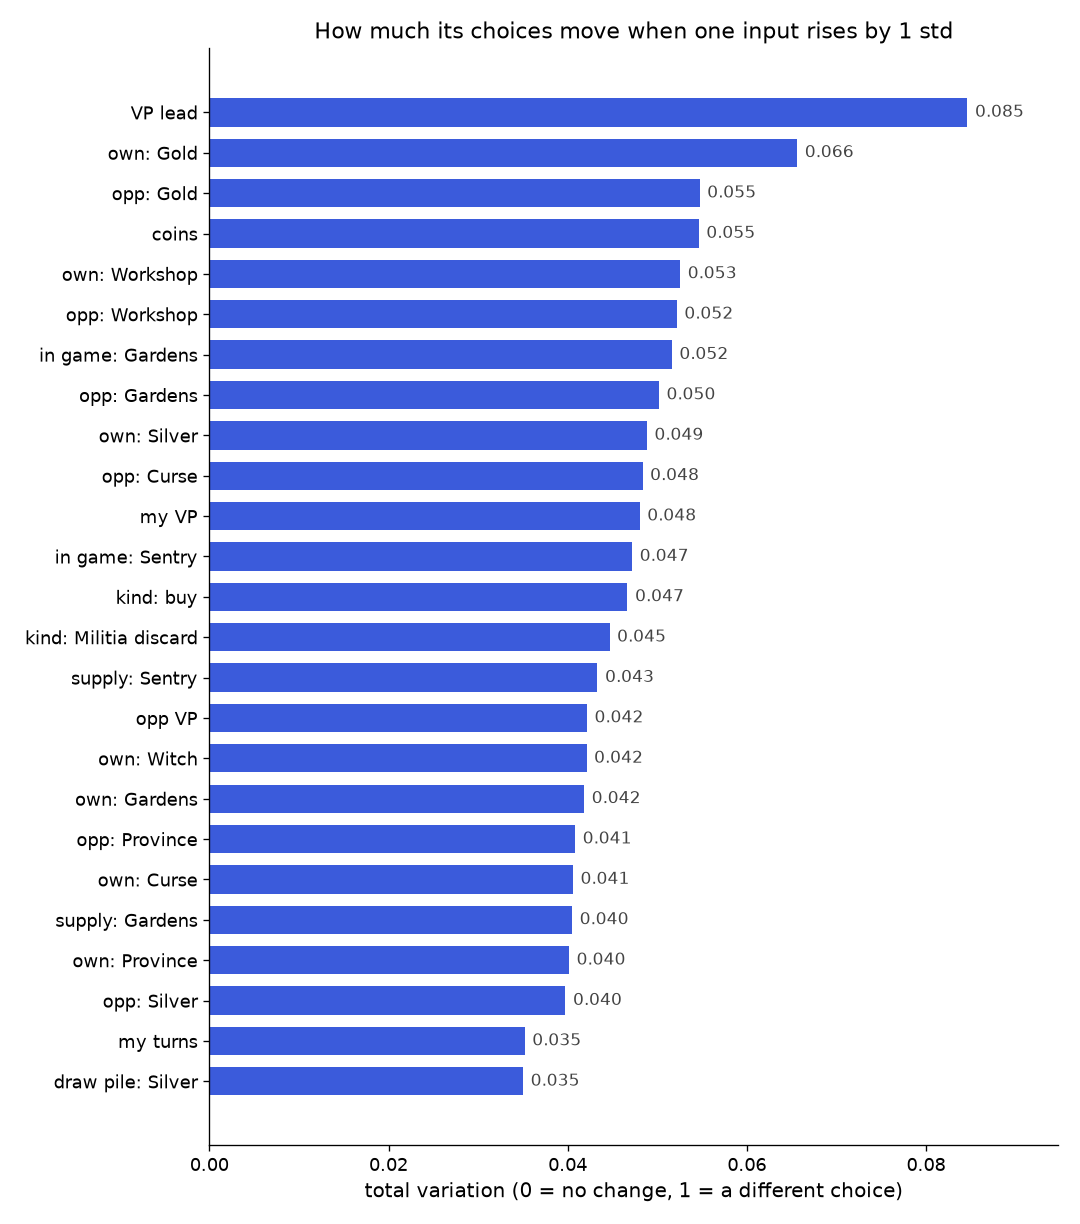 How much its choices move when one input rises by 1 std
VP lead 0.085
own: Gold 0.066
opp: Gold 0.055
coins 0.055
own: Workshop 0.053
opp: Workshop 0.052
in game: Gardens 0.052
opp: Gardens 0.050
own: Silver 0.049
opp: Curse 0.048
my VP 0.048
in game: Sentry 0.047
kind: buy 0.047
kind: Militia discard 0.045
supply: Sentry 0.043
opp VP 0.042
own: Witch 0.042
own: Gardens 0.042
opp: Province 0.041
own: Curse 0.041
supply: Gardens 0.040
own: Province 0.040
opp: Silver 0.040
my turns 0.035
draw pile: Silver 0.035
0.00 0.02 0.04 0.06 0.08
total variation (0 = no change, 1 = a different choice)